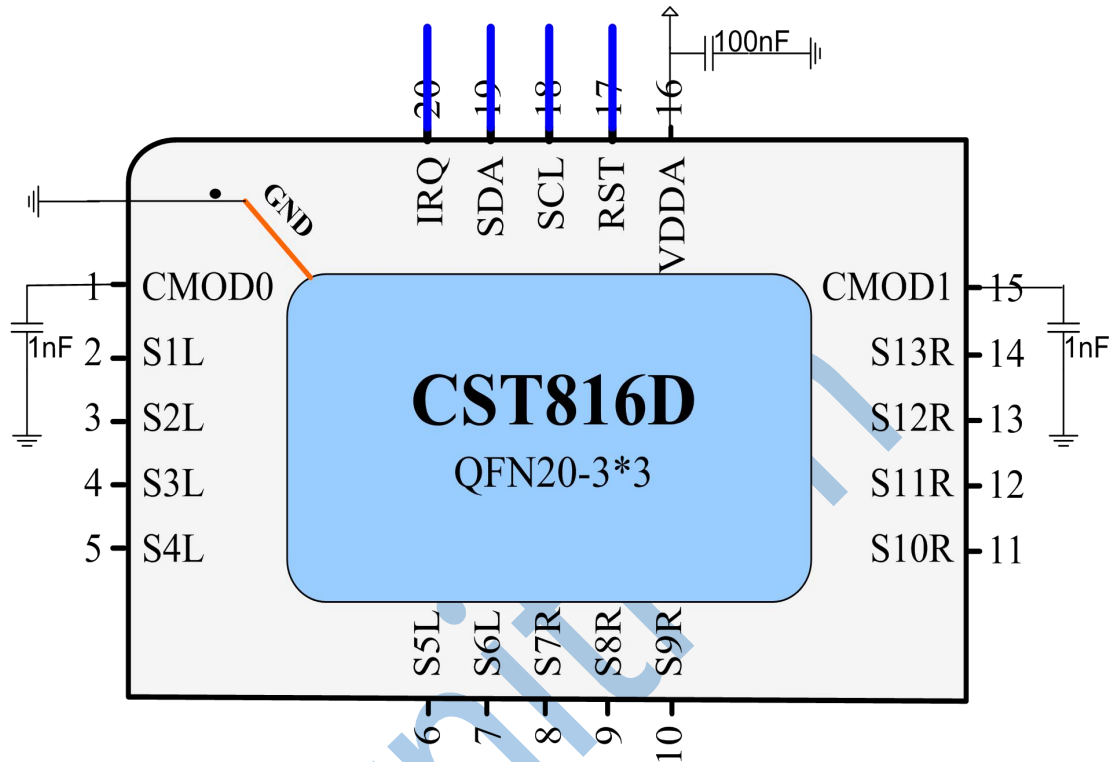 100nF
20 19 18 17 16
IRQ SDA SCL RST VDDA
GND
1 CMOD0
CMOD1 15
1nF
1nF
2 S1L
S13R 14
3 S2L
S12R 13
4 S3L
S11R 12
5 S4L
S10R 11
CST816D
QFN20-3*3
S5L S6L S7R S8R S9R
6 7 8 9 10